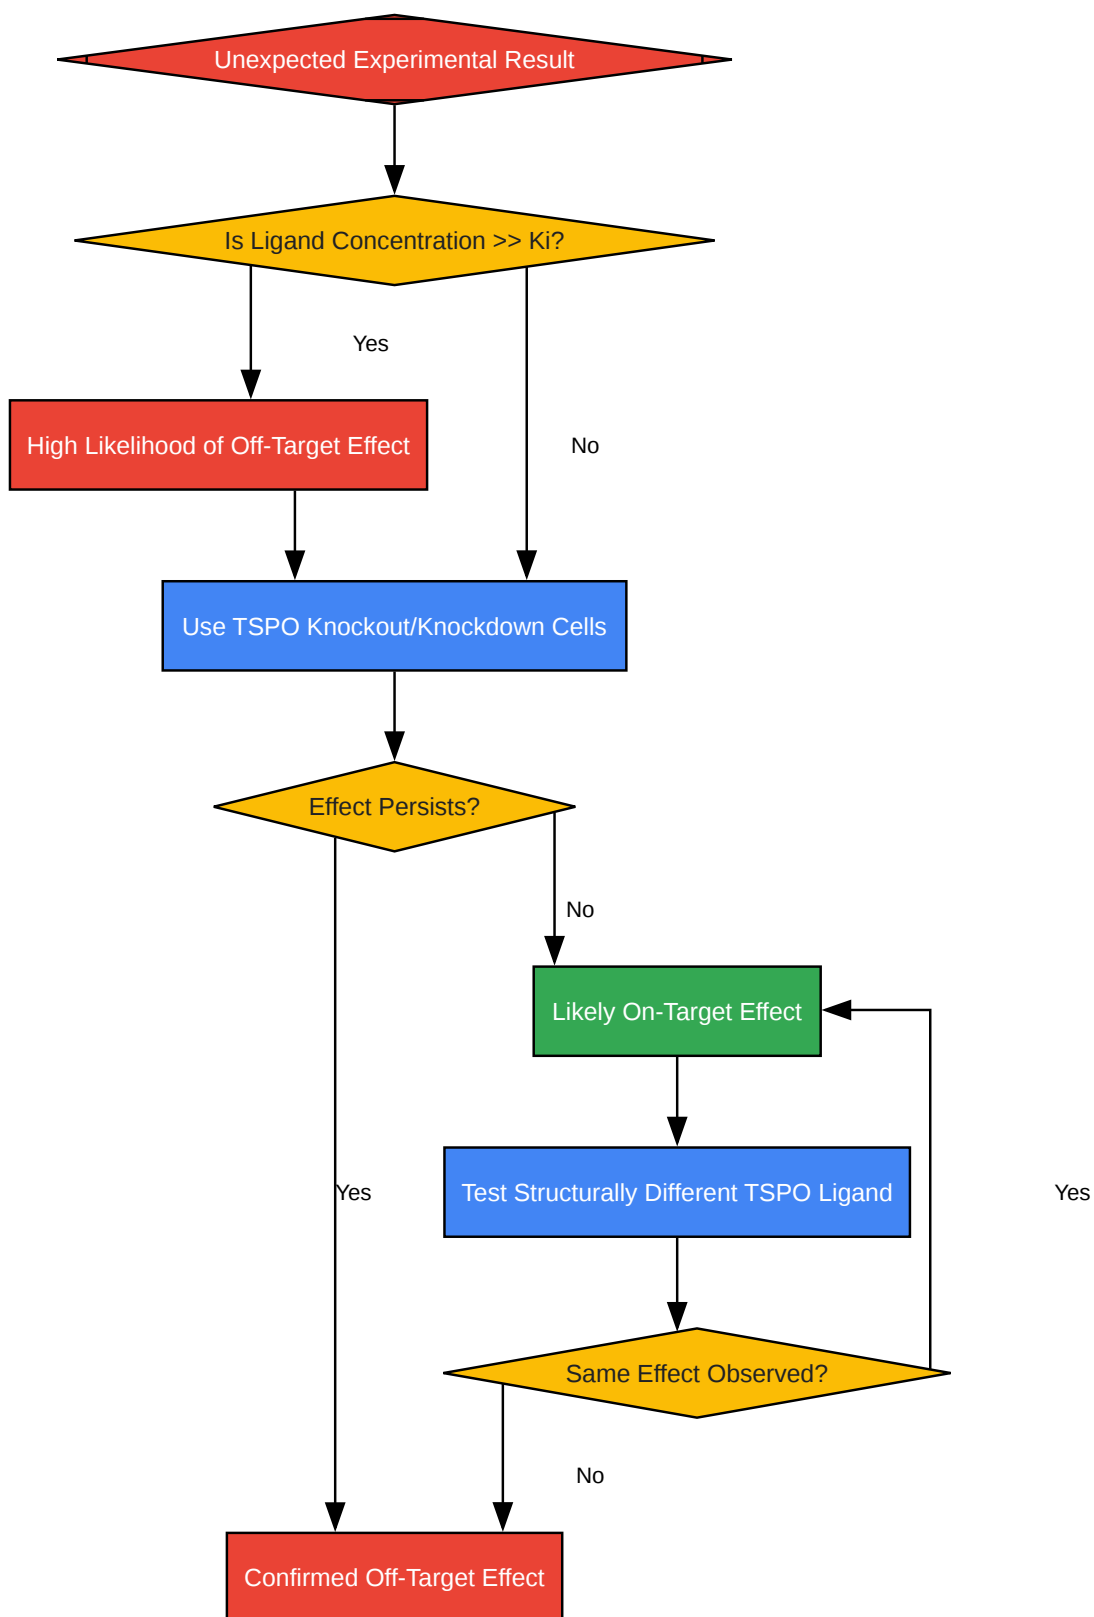 Unexpected Experimental Result
Is Ligand Concentration >> Ki?
Yes
High Likelihood of Off-Target Effect
No
Use TSPO Knockout/Knockdown Cells
Effect Persists?
No
Likely On-Target Effect
Yes
Test Structurally Different TSPO Ligand
Yes
Same Effect Observed?
No
Confirmed Off-Target Effect